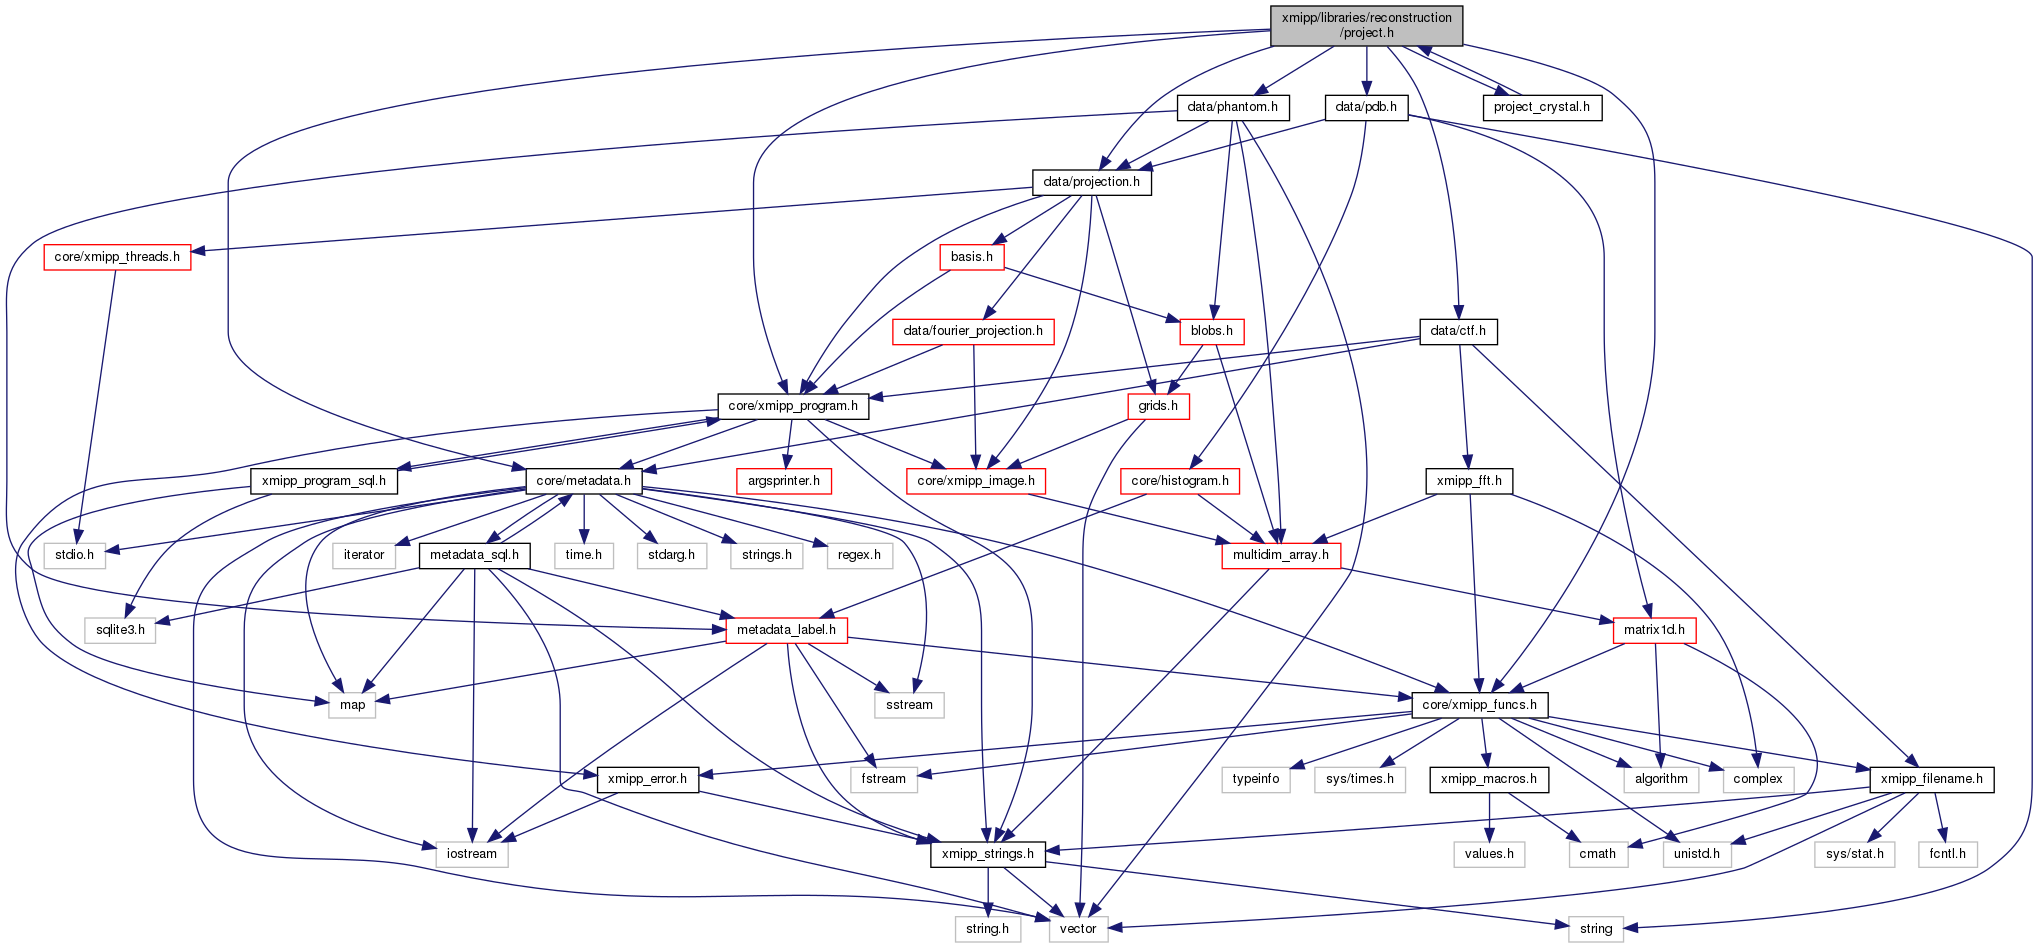 xmipp/libraries/reconstruction
/project.h
data/phantom.h
data/pdb.h
project_crystal.h
data/projection.h
core/xmipp_threads.h
basis.h
data/fourier_projection.h
blobs.h
data/ctf.h
core/xmipp_program.h
grids.h
xmipp_program_sql.h
core/metadata.h
argsprinter.h
core/xmipp_image.h
core/histogram.h
xmipp_fft.h
stdio.h
iterator
metadata_sql.h
time.h
stdarg.h
strings.h
regex.h
multidim_array.h
sqlite3.h
metadata_label.h
matrix1d.h
map
sstream
core/xmipp_funcs.h
xmipp_error.h
fstream
typeinfo
sys/times.h
xmipp_macros.h
algorithm
complex
xmipp_filename.h
iostream
xmipp_strings.h
values.h
cmath
unistd.h
sys/stat.h
fcntl.h
string.h
vector
string